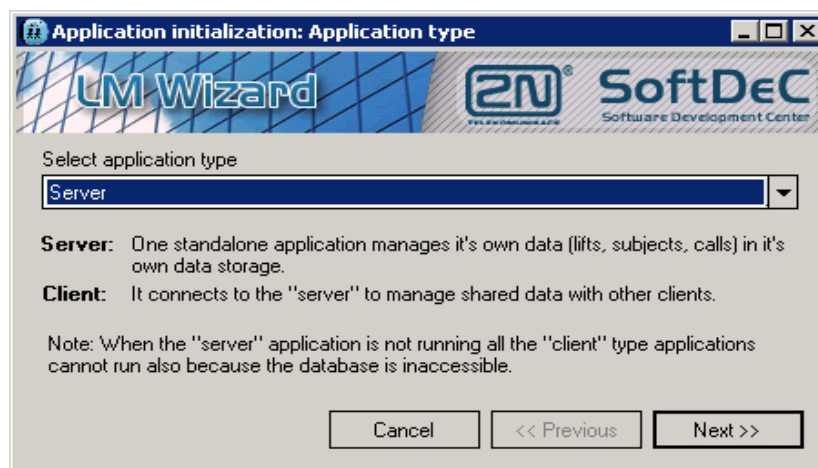 Application initialization: Application type
LM Wizard
2N®
TELEKOMUNIKACE
SoftDeC
Software Development Center
Select application type
Server
Server: One standalone application manages it's own data (lifts, subjects, calls) in it's
own data storage.
Client: It connects to the "server" to manage shared data with other clients.
Note: When the "server" application is not running all the "client" type applications
cannot run also because the database is inaccessible.
Cancel
<< Previous
Next >>